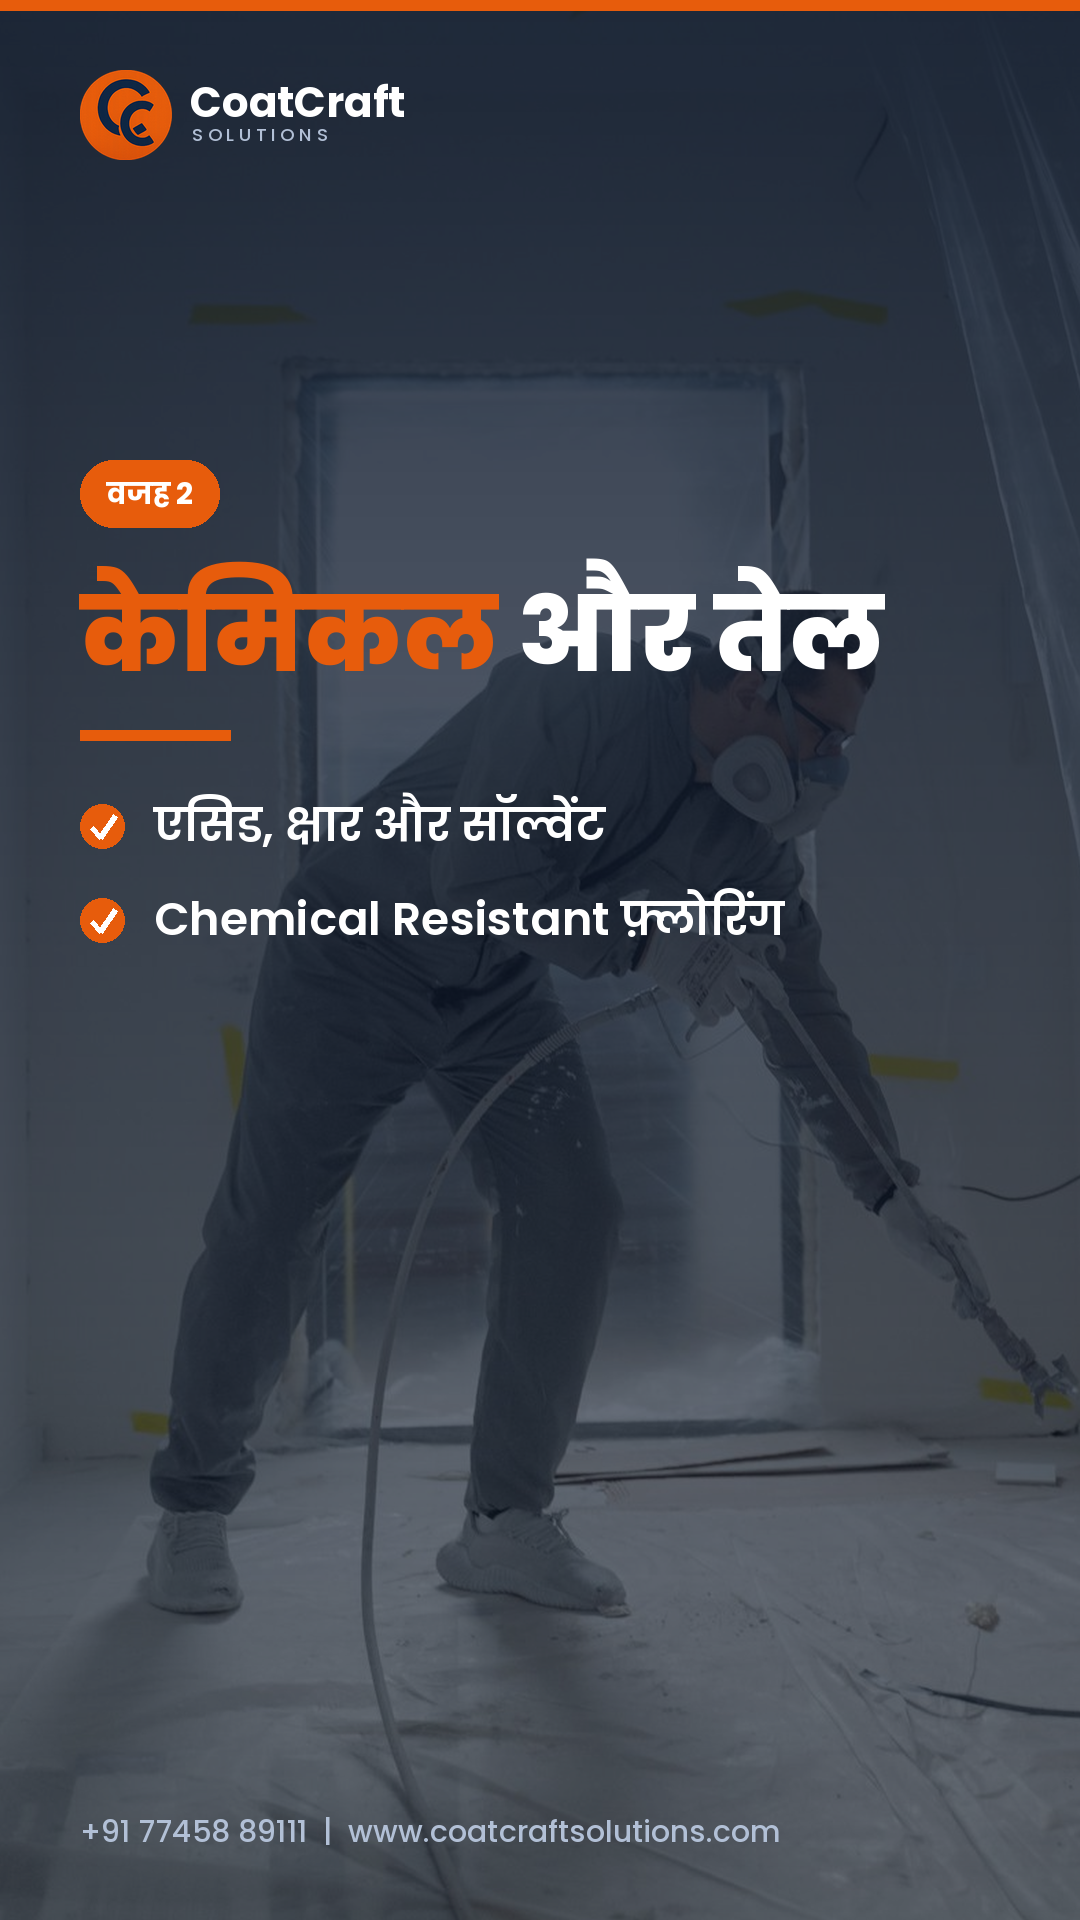 CoatCraft
SOLUTIONS
वजह 2
केमिकल और तेल
एसिड, क्षार और सॉल्वेंट
Chemical Resistant फ़्लोरिंग
+91 77458 89111 | www.coatcraftsolutions.com